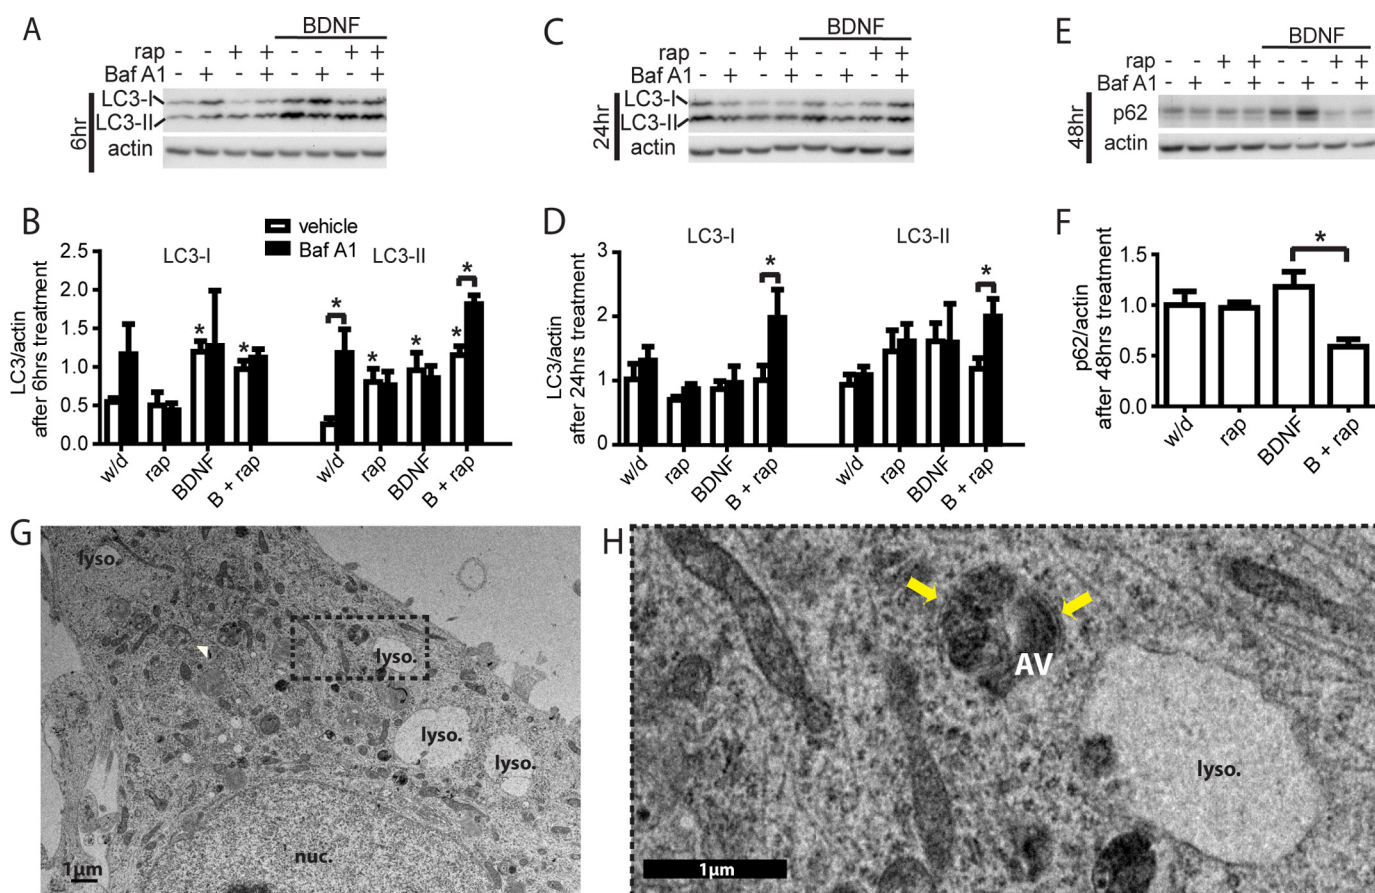 A
BDNF
rap - - + + - - + +
Baf A1 - + - + - + - +
6hr
LC3-I
LC3-II
actin
C
BDNF
rap - - + + - - + +
Baf A1 - + - + - + - +
24hr
LC3-I
LC3-II
actin
E
BDNF
rap - - + + - - + +
Baf A1 - + - + - + - +
48hr
p62
actin
B
vehicle
Baf A1
LC3-I
LC3-II
LC3/actin
after 6hrs treatment
2.5
2.0
1.5
1.0
0.5
0.0
* * * * * * *
w/d rap BDNF B + rap w/d rap BDNF B + rap
D
LC3-I
LC3-II
LC3/actin
after 24hrs treatment
3
2
1
0
* *
w/d rap BDNF B + rap w/d rap BDNF B + rap
F
p62/actin
after 48hrs treatment
1.5
1.0
0.5
0.0
*
w/d rap BDNF B + rap
G
lyso.
lyso.
lyso.
lyso.
nuc.
1µm
H
AV
lyso.
1µm